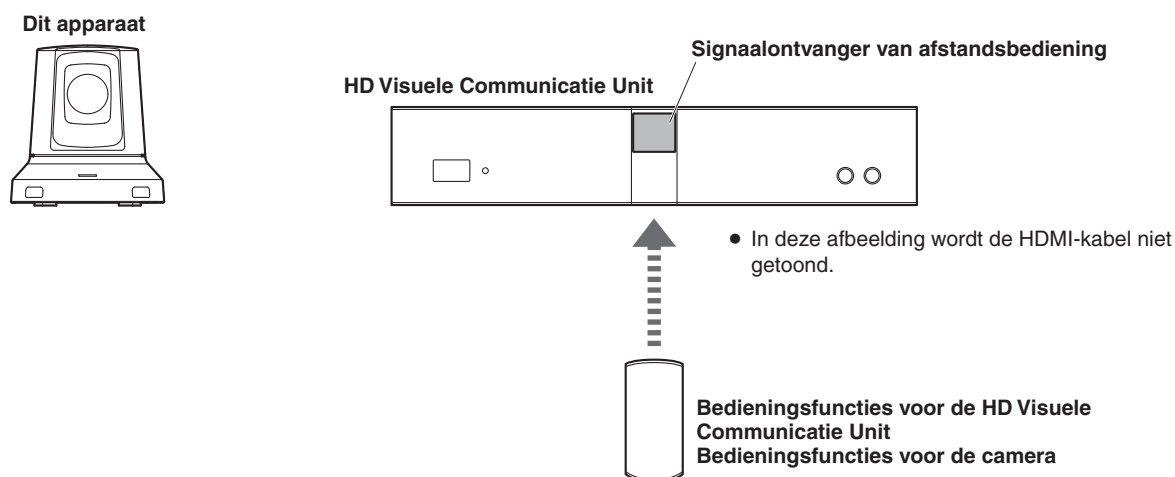 Dit apparaat
Signaalontvanger van afstandsbediening
HD Visuele Communicatie Unit
● In deze afbeelding wordt de HDMI-kabel niet
getoond.
Bedieningsfuncties voor de HD Visuele
Communicatie Unit
Bedieningsfuncties voor de camera